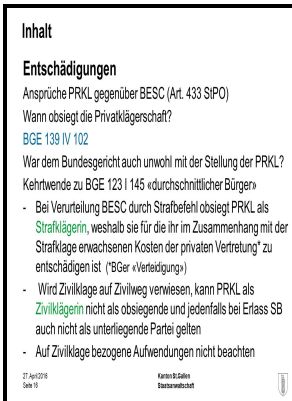 Inhalt
Entschädigungen
Ansprüche PRKL gegenüber BESC (Art. 433 StPO)
Wann obsiegt die Privatklägerschaft?
BGE 139 IV 102
War dem Bundesgericht auch unwohl mit der Stellung der PRKL?
Kehrtwende zu BGE 123 I 145 «durchschnittlicher Bürger»
- Bei Verurteilung BESC durch Strafbefehl obsiegt PRKL als
Strafklägerin, weshalb sie für die ihr im Zusammenhang mit der
Strafklage erwachsenen Kosten der privaten Vertretung* zu
entschädigen ist (*BGer «Verteidigung»)
- Wird Zivilklage auf Zivilweg verwiesen, kann PRKL als
Zivilklägerin nicht als obsiegende und jedenfalls bei Erlass SB
auch nicht als unterliegende Partei gelten
- Auf Zivilklage bezogene Aufwendungen nicht beachten
27. April 2016
Seite 16
Kanton St.Gallen
Staatsanwaltschaft